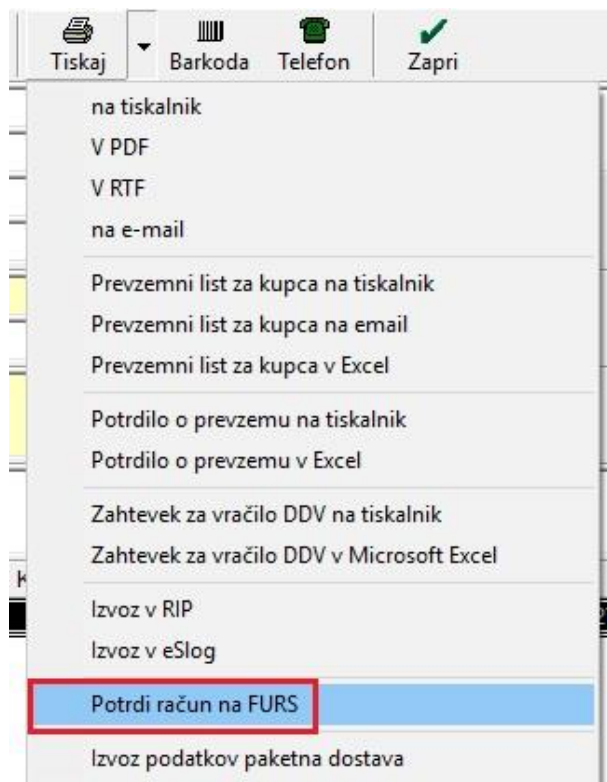 Tiskaj Barkoda Telefon Zapri
na tiskalnik
V PDF
V RTF
na e-mail
Prevzemni list za kupca na tiskalnik
Prevzemni list za kupca na email
Prevzemni list za kupca v Excel
Potrdilo o prevzemu na tiskalnik
Potrdilo o prevzemu v Excel
Zahtevek za vračilo DDV na tiskalnik
Zahtevek za vračilo DDV v Microsoft Excel
Izvoz v RIP
Izvoz v eSlog
Potrdi račun na FURS
Izvoz podatkov paketna dostava